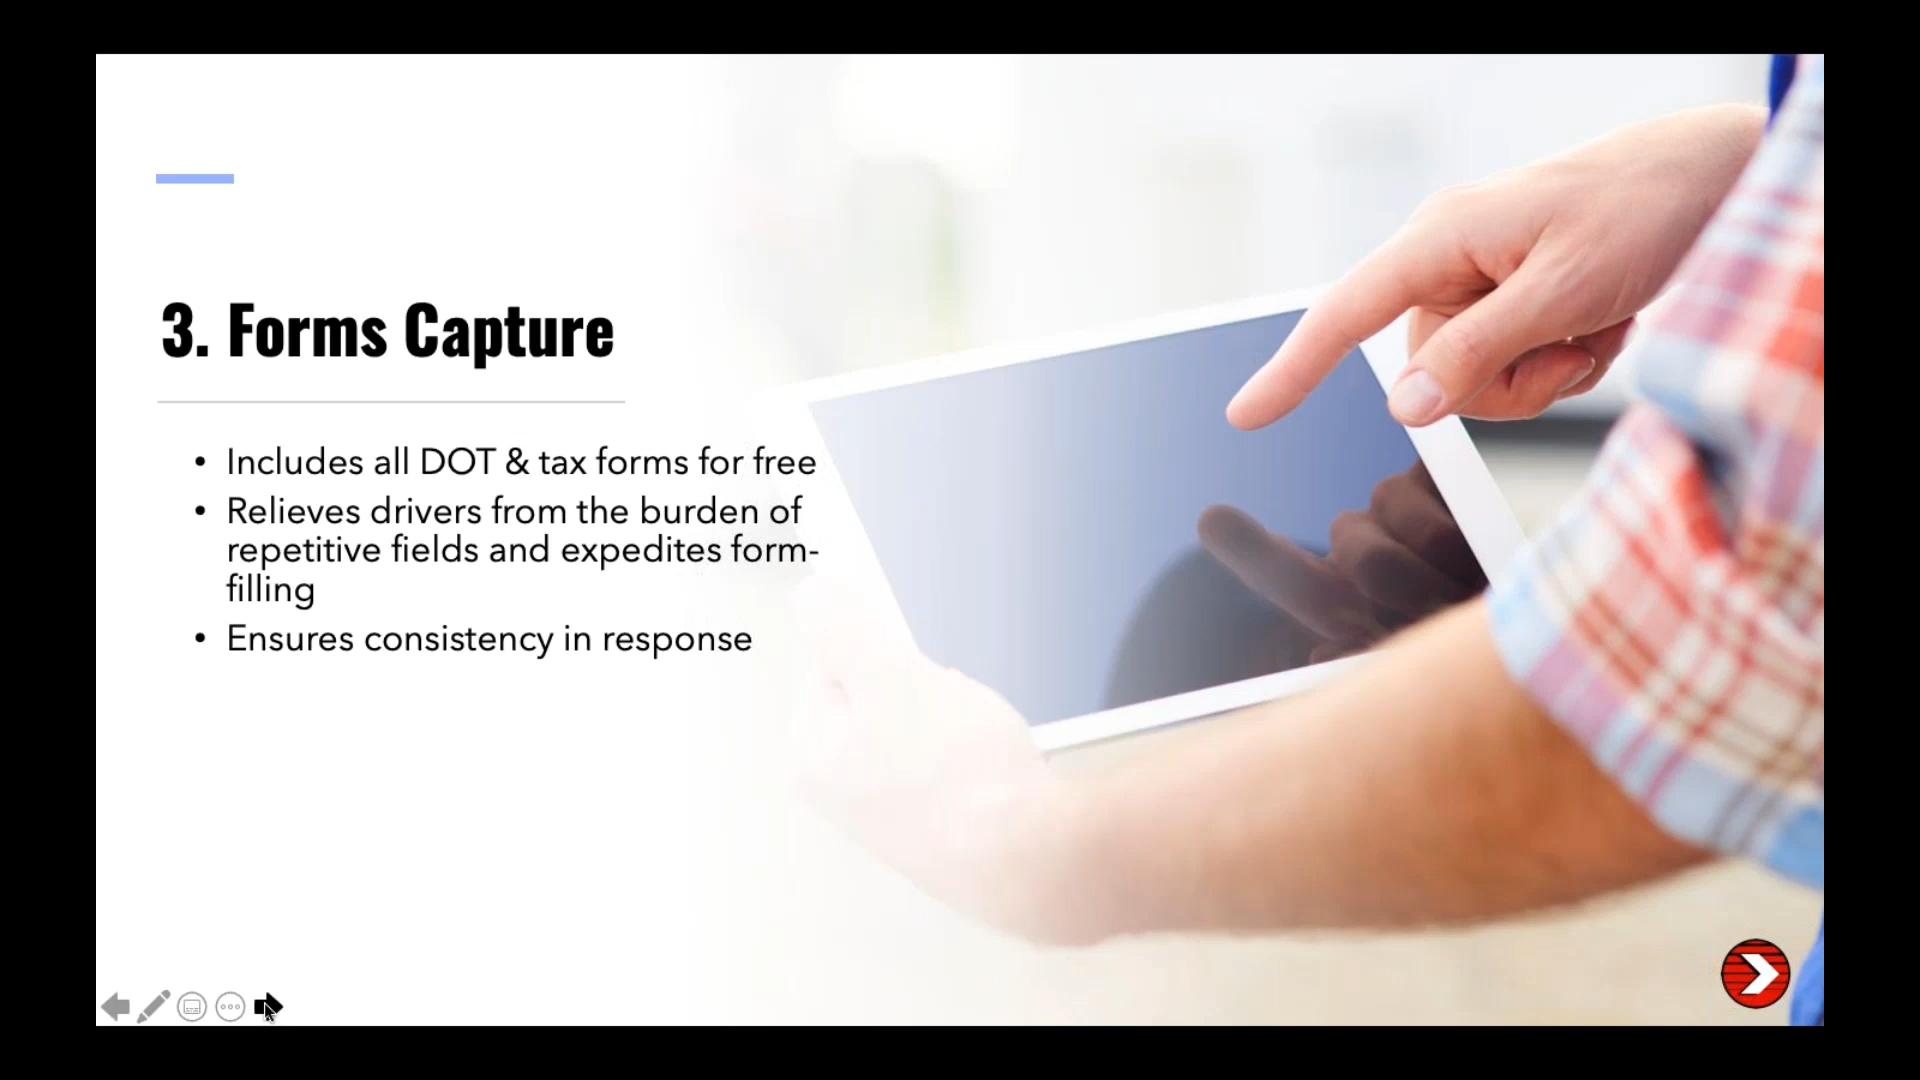 3. Forms Capture
• Includes all DOT & tax forms for free
• Relieves drivers from the burden of
repetitive fields and expedites form-
filling
• Ensures consistency in response